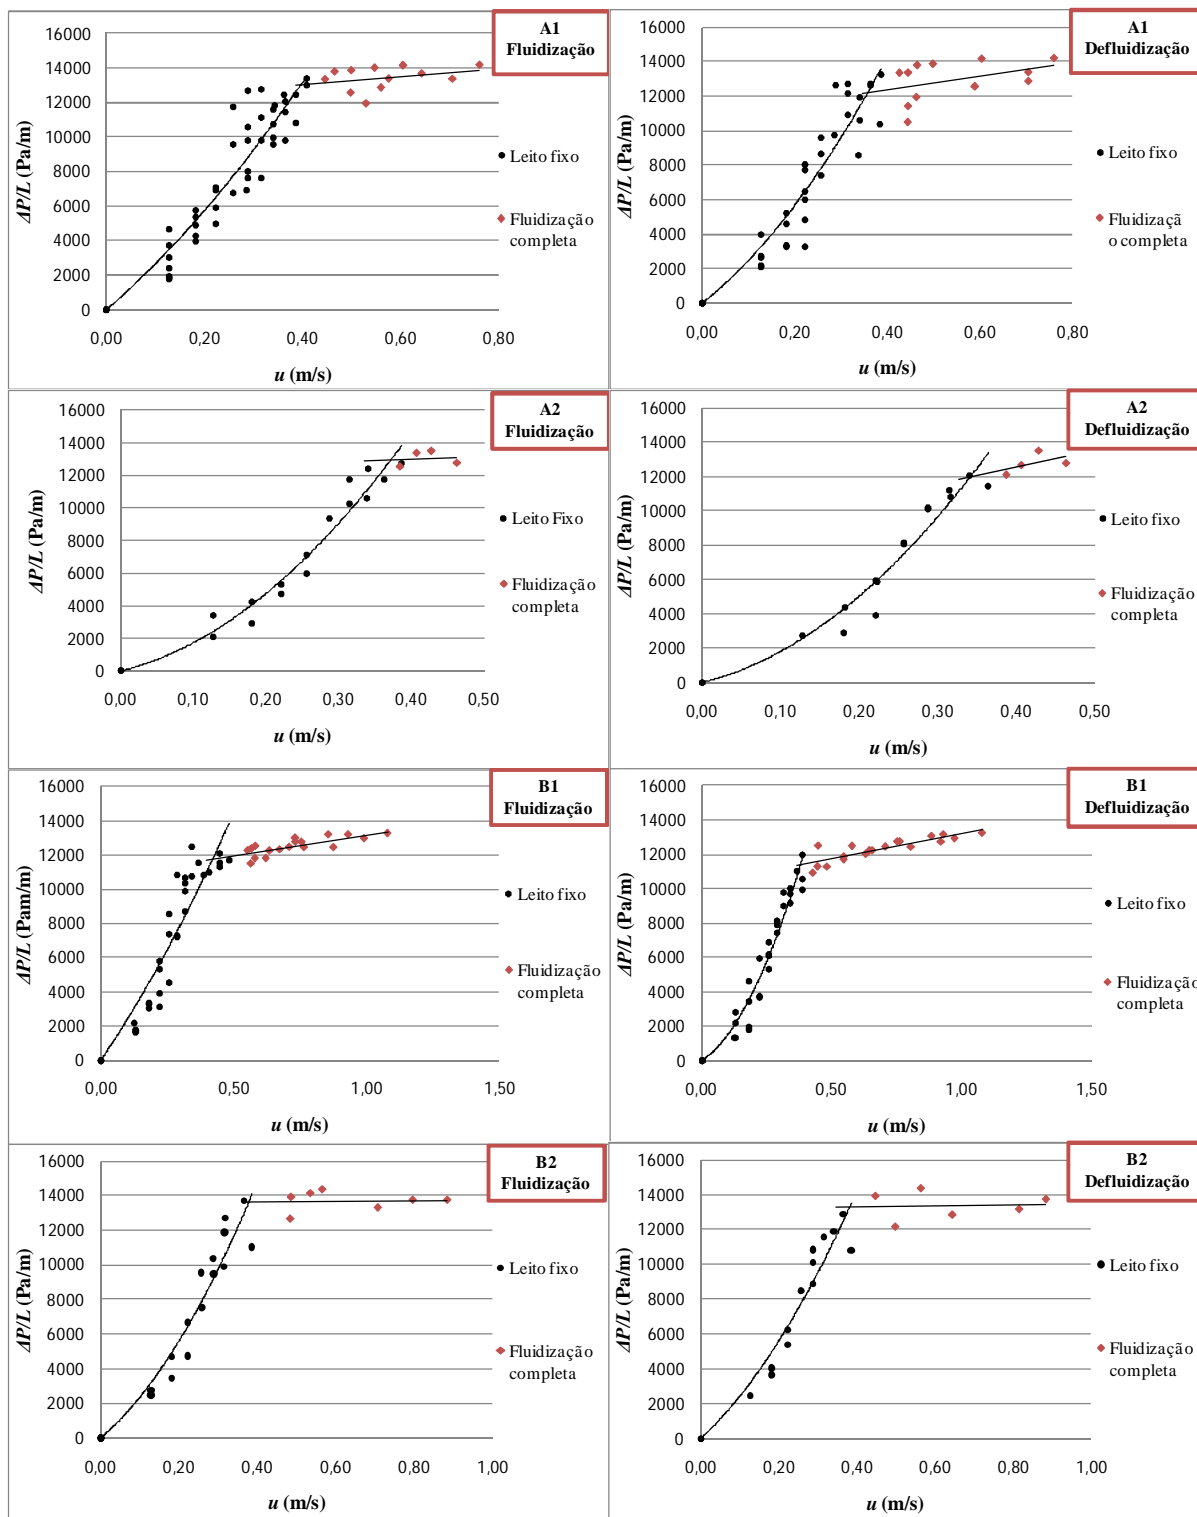 A1
Fluidização
16000
14000
12000
10000
8000
6000
4000
2000
0
ΔP/L (Pa/m)
0,00 0,20 0,40 0,60 0,80
u (m/s)
Leito fixo
Fluidização
completa
A1
Defluidização
16000
14000
12000
10000
8000
6000
4000
2000
0
ΔP/L (Pa/m)
0,00 0,20 0,40 0,60 0,80
u (m/s)
Leito fixo
Fluidizaçã
o completa
A2
Fluidização
16000
14000
12000
10000
8000
6000
4000
2000
0
ΔP/L (Pa/m)
0,00 0,10 0,20 0,30 0,40 0,50
u (m/s)
Leito Fixo
Fluidização
completa
A2
Defluidização
16000
14000
12000
10000
8000
6000
4000
2000
0
ΔP/L (Pa/m)
0,00 0,10 0,20 0,30 0,40 0,50
u (m/s)
Leito fixo
Fluidização
completa
B1
Fluidização
16000
14000
12000
10000
8000
6000
4000
2000
0
ΔP/L (Pam/m)
0,00 0,50 1,00 1,50
u (m/s)
Leito fixo
Fluidização
completa
B1
Defluidização
16000
14000
12000
10000
8000
6000
4000
2000
0
ΔP/L (Pa/m)
0,00 0,50 1,00 1,50
u (m/s)
Leito fixo
Fluidização
completa
B2
Fluidização
16000
14000
12000
10000
8000
6000
4000
2000
0
ΔP/L (Pa/m)
0,00 0,20 0,40 0,60 0,80 1,00
u (m/s)
Leito fixo
Fluidização
completa
B2
Defluidização
16000
14000
12000
10000
8000
6000
4000
2000
0
ΔP/L (Pa/m)
0,00 0,20 0,40 0,60 0,80 1,00
u (m/s)
Leito fixo
Fluidização
completa